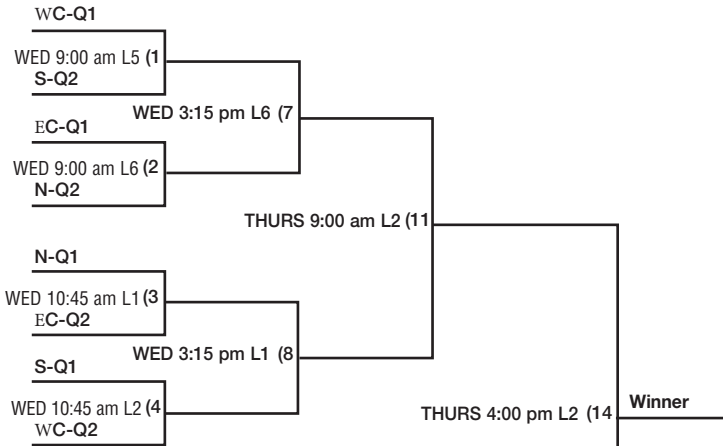 WC-Q1
WED 9:00 am L5 (1
S-Q2
WED 3:15 pm L6 (7
EC-Q1
WED 9:00 am L6 (2
N-Q2
THURS 9:00 am L2 (11
N-Q1
WED 10:45 am L1 (3
EC-Q2
WED 3:15 pm L1 (8
S-Q1
WED 10:45 am L2 (4
WC-Q2
THURS 4:00 pm L2 (14
Winner